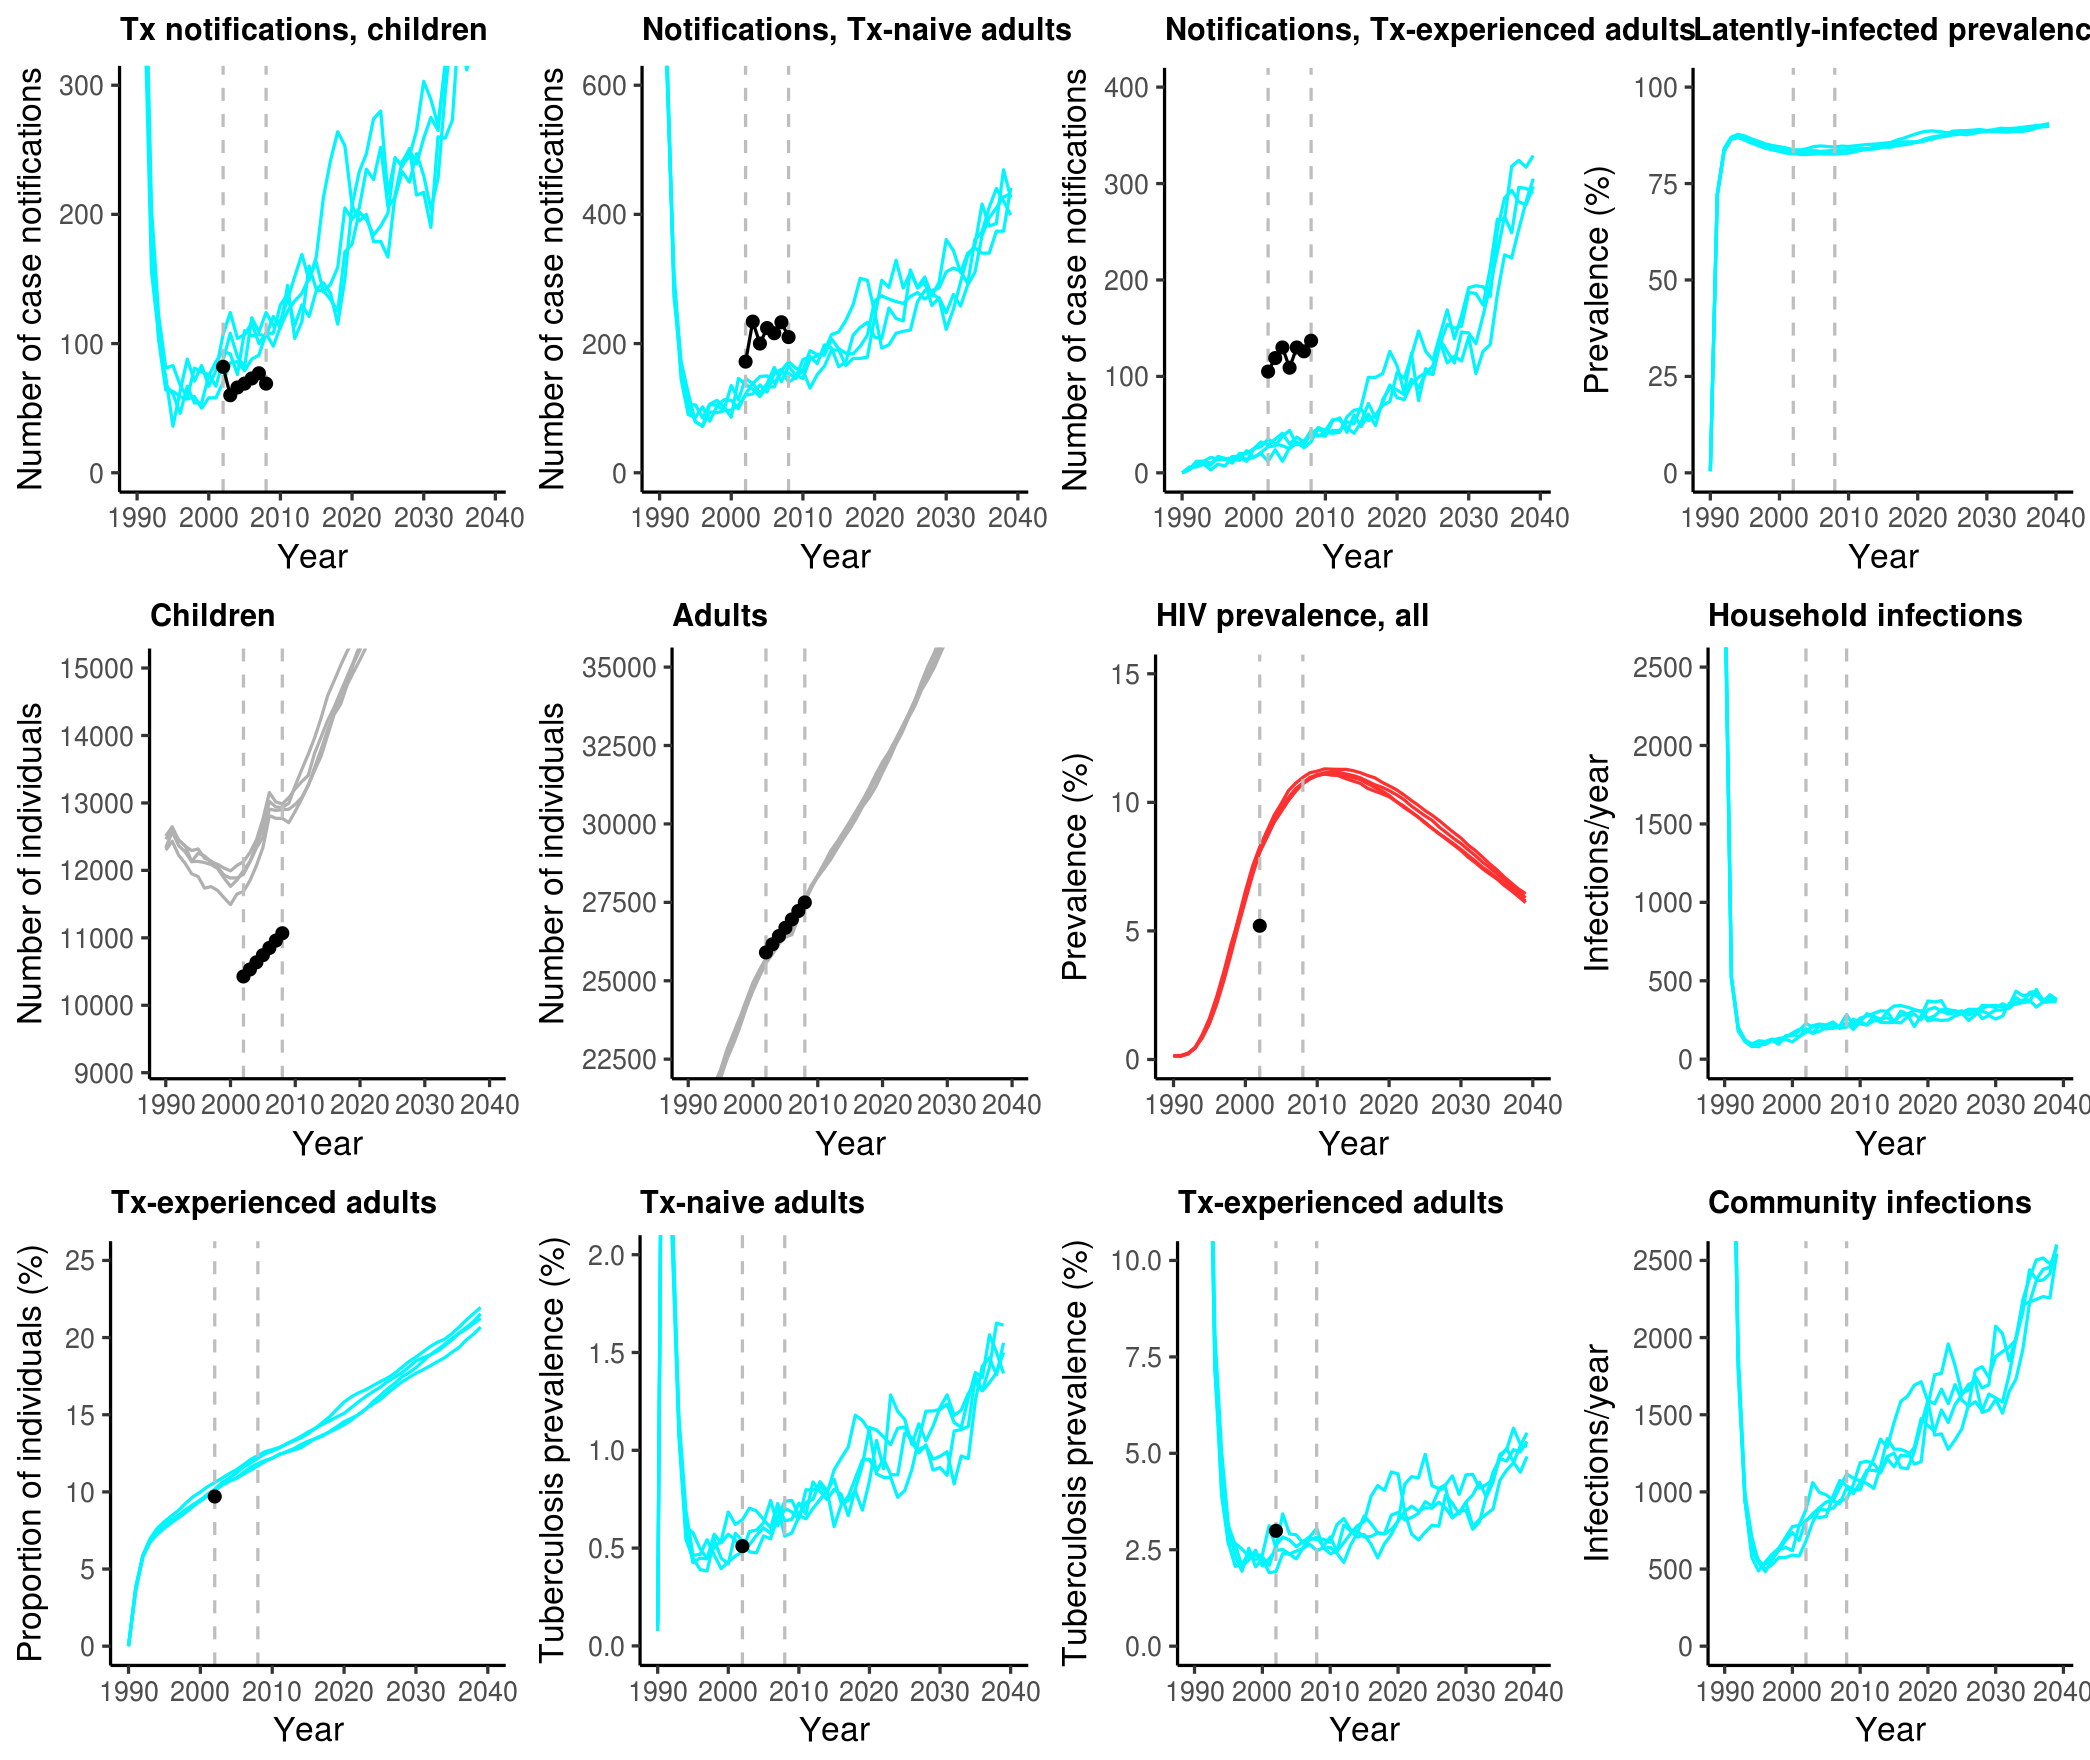 Tx notifications, children
Number of case notifications
300
200
100
0
1990 2000 2010 2020 2030 2040
Year
Notifications, Tx-naive adults
Number of case notifications
600
400
200
0
1990 2000 2010 2020 2030 2040
Year
Notifications, Tx-experienced adults
Number of case notifications
400
300
200
100
0
1990 2000 2010 2020 2030 2040
Year
Latently-infected prevalenc
Prevalence (%)
100
75
50
25
0
1990 2000 2010 2020 2030 2040
Year
Children
Number of individuals
15000
14000
13000
12000
11000
10000
9000
1990 2000 2010 2020 2030 2040
Year
Adults
Number of individuals
35000
32500
30000
27500
25000
22500
1990 2000 2010 2020 2030 2040
Year
HIV prevalence, all
Prevalence (%)
15
10
5
0
1990 2000 2010 2020 2030 2040
Year
Household infections
Infections/year
2500
2000
1500
1000
500
0
1990 2000 2010 2020 2030 2040
Year
Tx-experienced adults
Proportion of individuals (%)
25
20
15
10
5
0
1990 2000 2010 2020 2030 2040
Year
Tx-naive adults
Tuberculosis prevalence (%)
2.0
1.5
1.0
0.5
0.0
1990 2000 2010 2020 2030 2040
Year
Tx-experienced adults
Tuberculosis prevalence (%)
10.0
7.5
5.0
2.5
0.0
1990 2000 2010 2020 2030 2040
Year
Community infections
Infections/year
2500
2000
1500
1000
500
0
1990 2000 2010 2020 2030 2040
Year